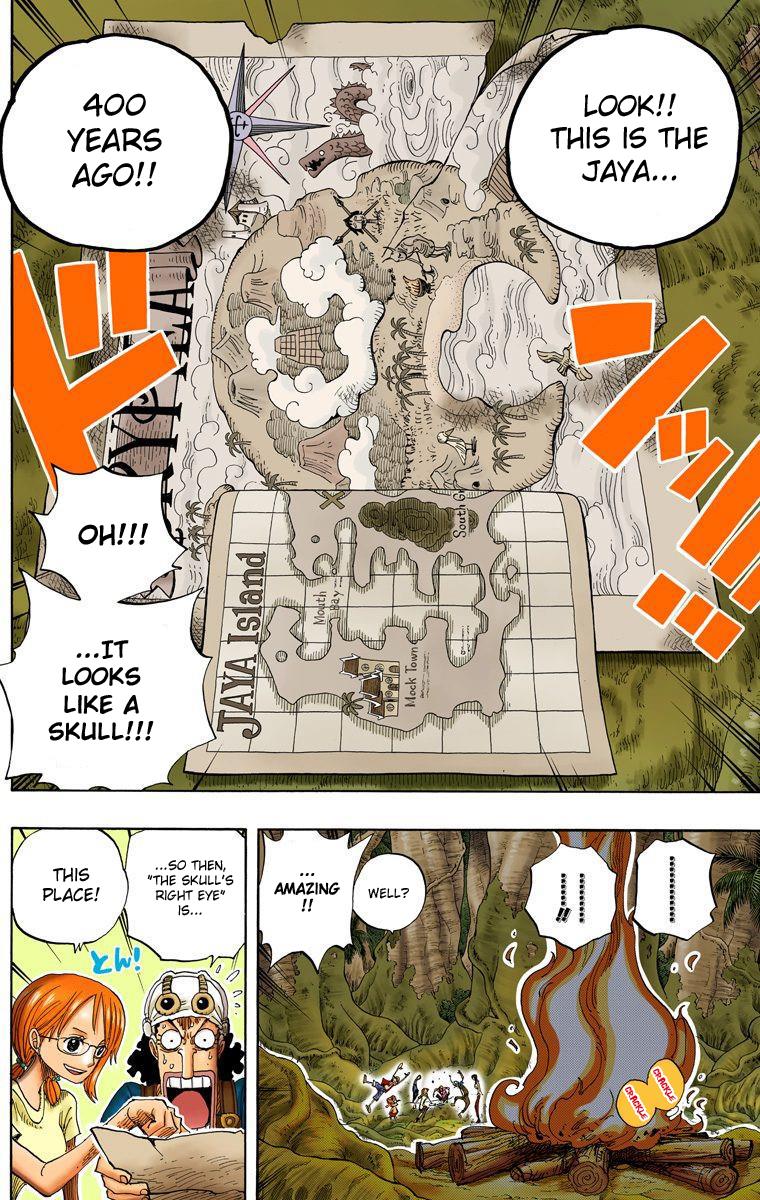 LOOK!!
THIS IS THE
JAYA...
400
YEARS
AGO!!
ド
ン
OH!!!
...IT
LOOKS
LIKE A
SKULL!!!
JAYA Island
Mouth
Bay
Mock Town
South
.........
.........!!
WELL?
...
AMAZING
!!
CRACKLE
CRACKLE
...SO THEN,
"THE SKULL'S
RIGHT EYE"
IS...
THIS
PLACE!
とん!